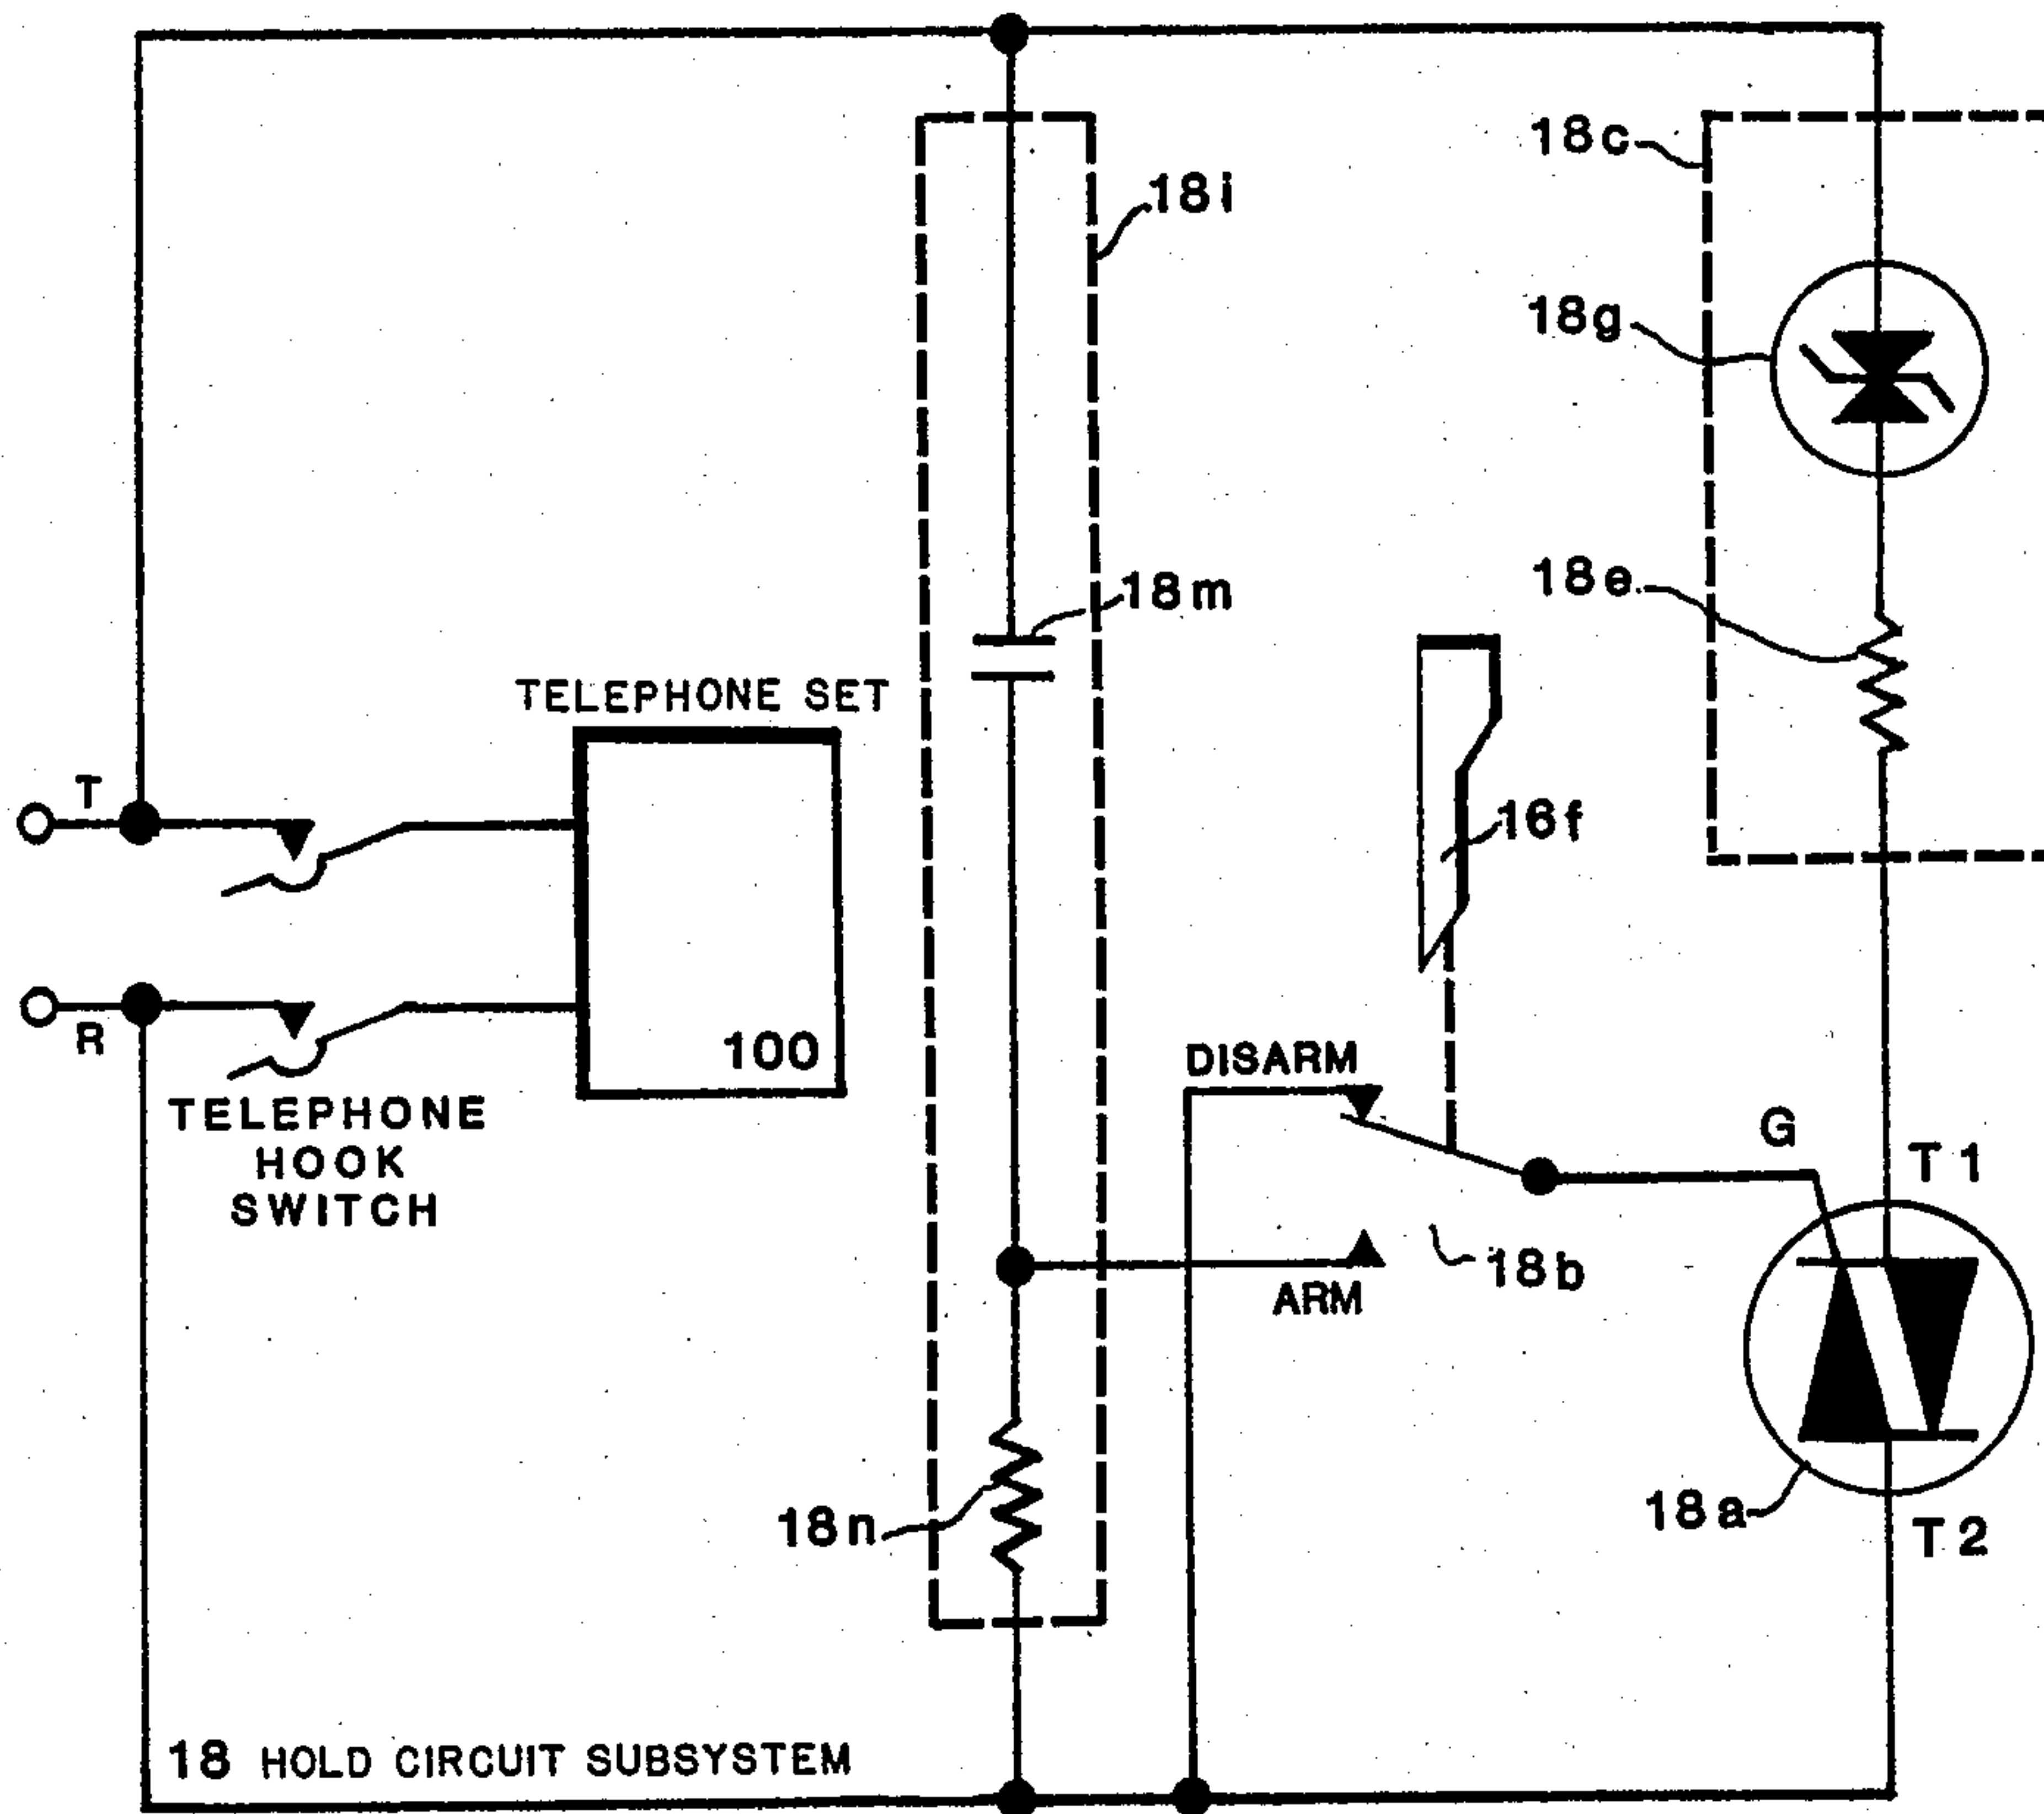 18c
18i
18g
18e
18m
TELEPHONE SET
T
16f
R
100
DISARM
TELEPHONE
HOOK
SWITCH
G
T1
18b
ARM
18n
18a
T2
18 HOLD CIRCUIT SUBSYSTEM